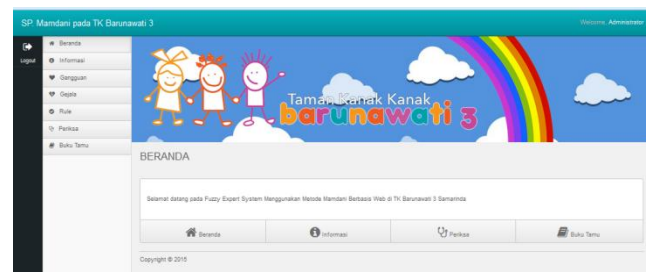 SP. Mamdani pada TK Barunawati 3
Welcome, Administrator
Logout
Beranda
Informasi
Gangguan
Gejala
Rule
Periksa
Buku Tamu
Taman Kanak Kanak
barunawati 3
BERANDA
Selamat datang pada Fuzzy Expert System Menggunakan Metode Mamdani Berbasis Web di TK Barunawati 3 Samarinda
Beranda
Informasi
Periksa
Buku Tamu
Copyright © 2015